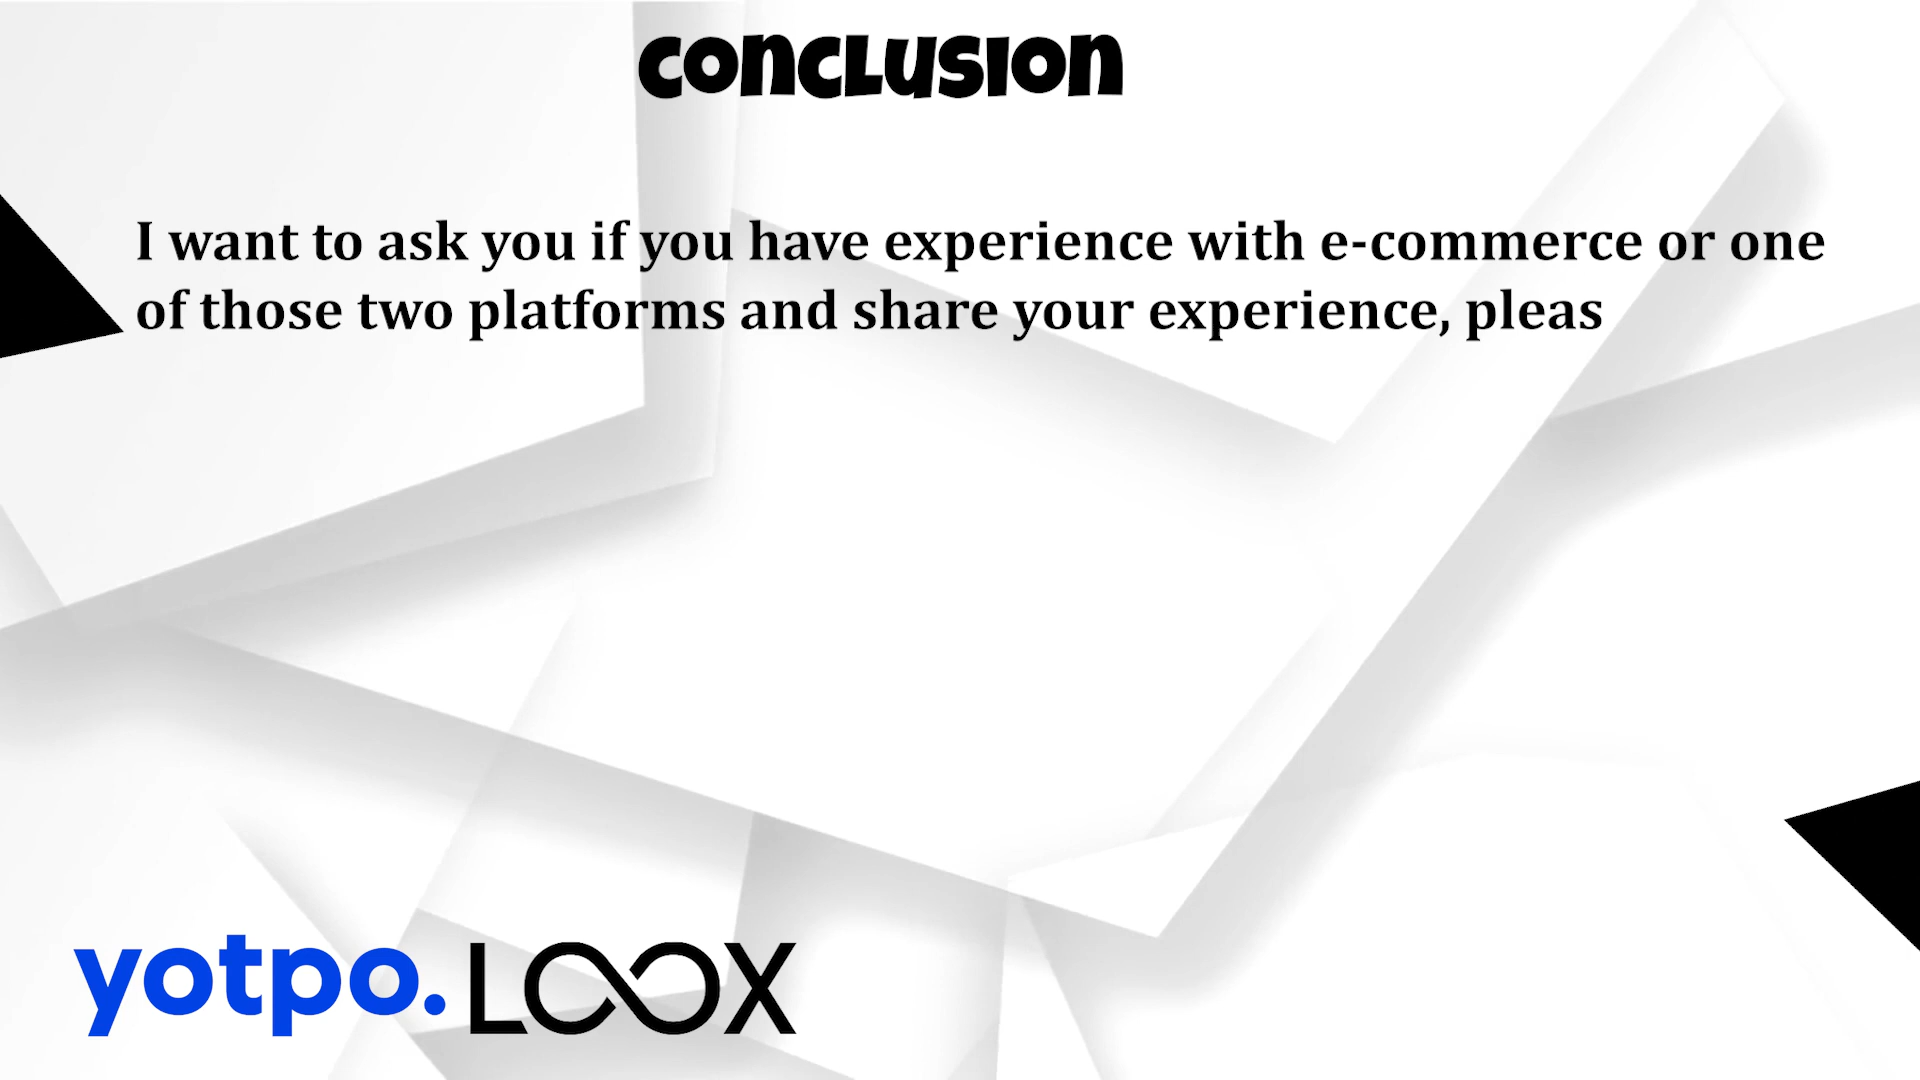 CONCLUSION
I want to ask you if you have experience with e-commerce or one
of those two platforms and share your experience, pleas
yotpo. LOOX